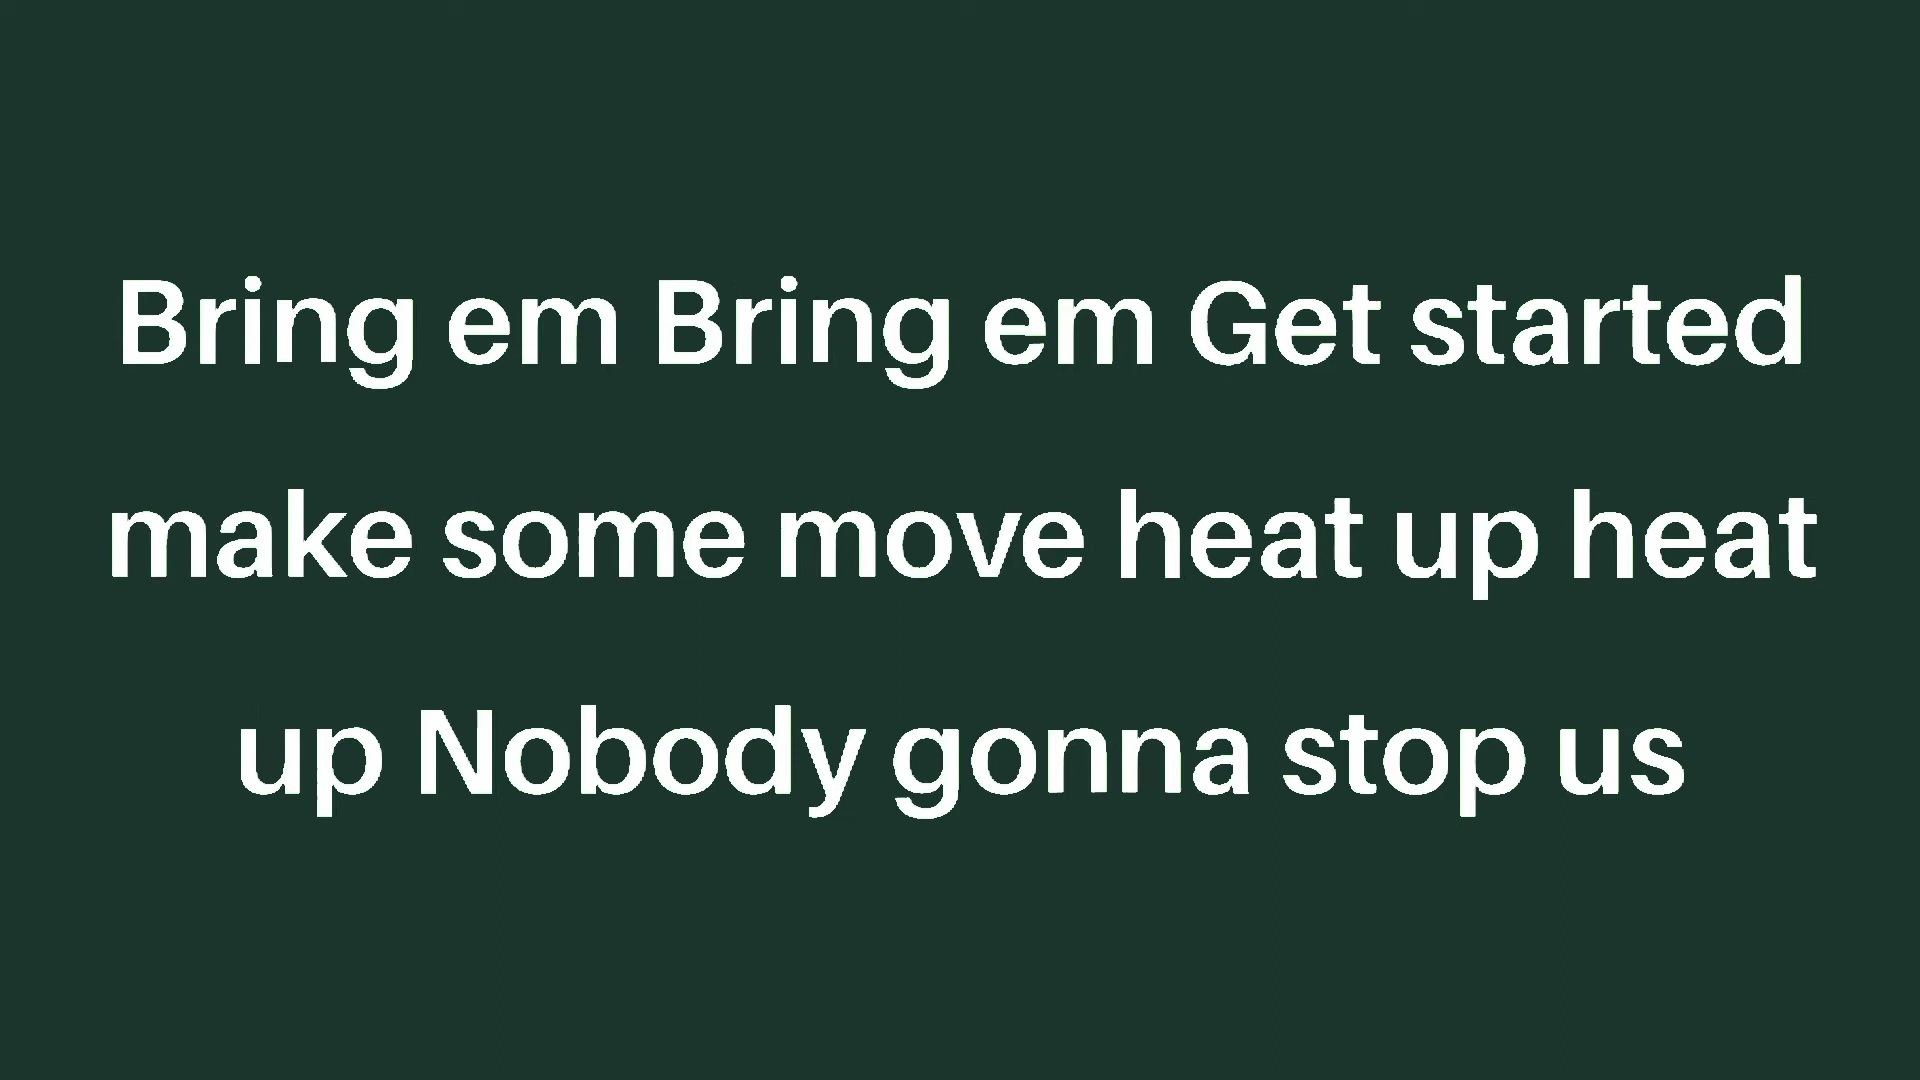 Bring em Bring em Get started
make some move heat up heat
up Nobody gonna stop us